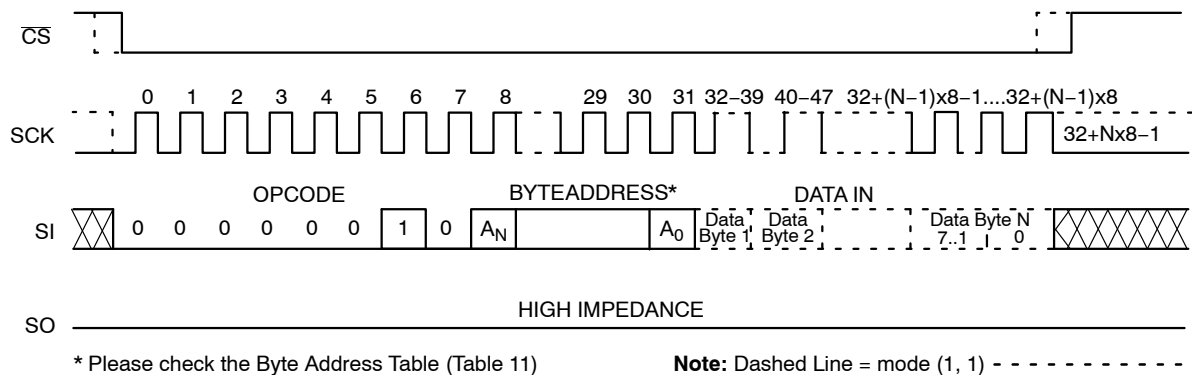 CS
0 1 2 3 4 5 6 7 8 29 30 31 32–39 40–47 32+(N–1)x8–1....32+(N–1)x8
SCK
32+Nx8–1
OPCODE BYTEADDRESS* DATA IN
SI 0 0 0 0 0 0 1 0 AN A0 Data Byte 1 Data Byte 2 Data Byte N 7..1 0
HIGH IMPEDANCE
SO
* Please check the Byte Address Table (Table 11) Note: Dashed Line = mode (1, 1)